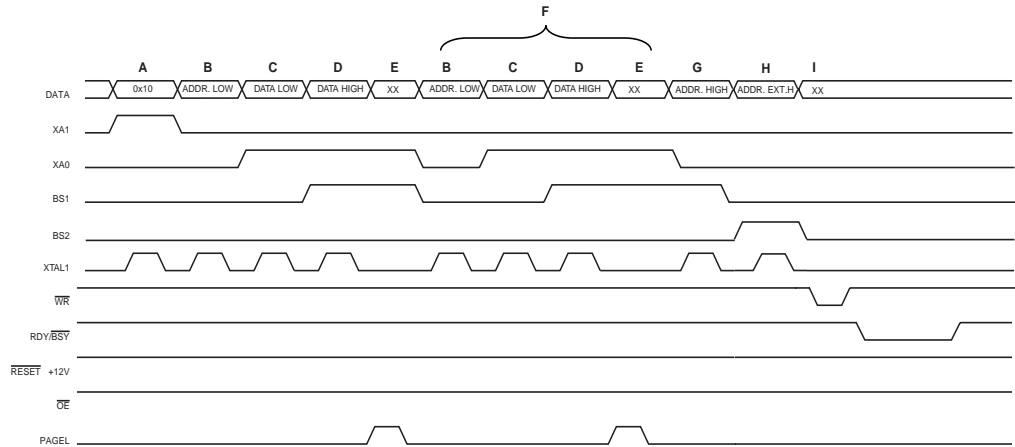 F
A B C D E B C D E G H I
DATA 0x10 ADDR. LOW DATA LOW DATA HIGH XX ADDR. LOW DATA LOW DATA HIGH XX ADDR. HIGH ADDR. EXT.H XX
XA1
XA0
BS1
BS2
XTAL1
WR
RDY/BSY
RESET +12V
OE
PAGEL